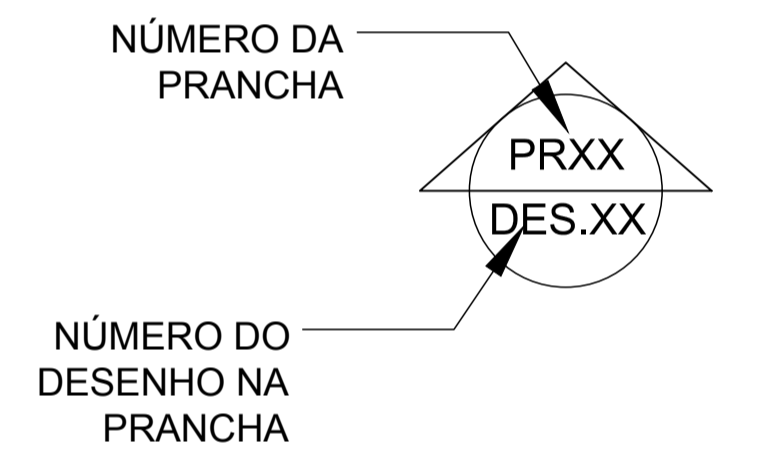 NÚMERO DA
PRANCHA
PRXX
DES.XX
NÚMERO DO
DESENHO NA
PRANCHA